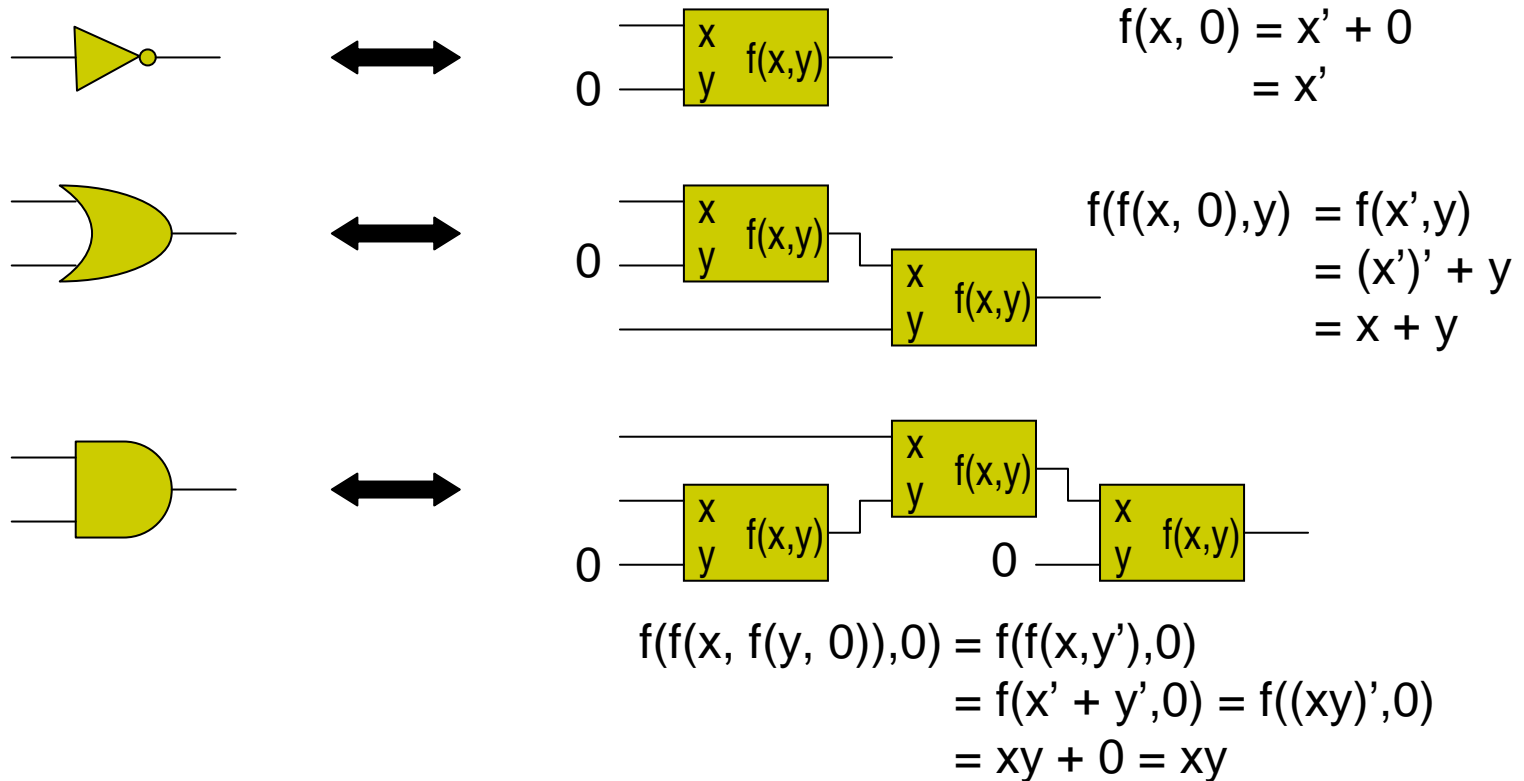 x
y f(x,y)
0
f(x, 0) = x’ + 0
= x’
x
y f(x,y)
0
x
y f(x,y)
f(f(x, 0),y) = f(x’,y)
= (x’)’ + y
= x + y
x
y f(x,y)
x
y f(x,y)
0
x
y f(x,y)
0
f(f(x, f(y, 0)),0) = f(f(x,y’),0)
= f(x’ + y’,0) = f((xy)’,0)
= xy + 0 = xy